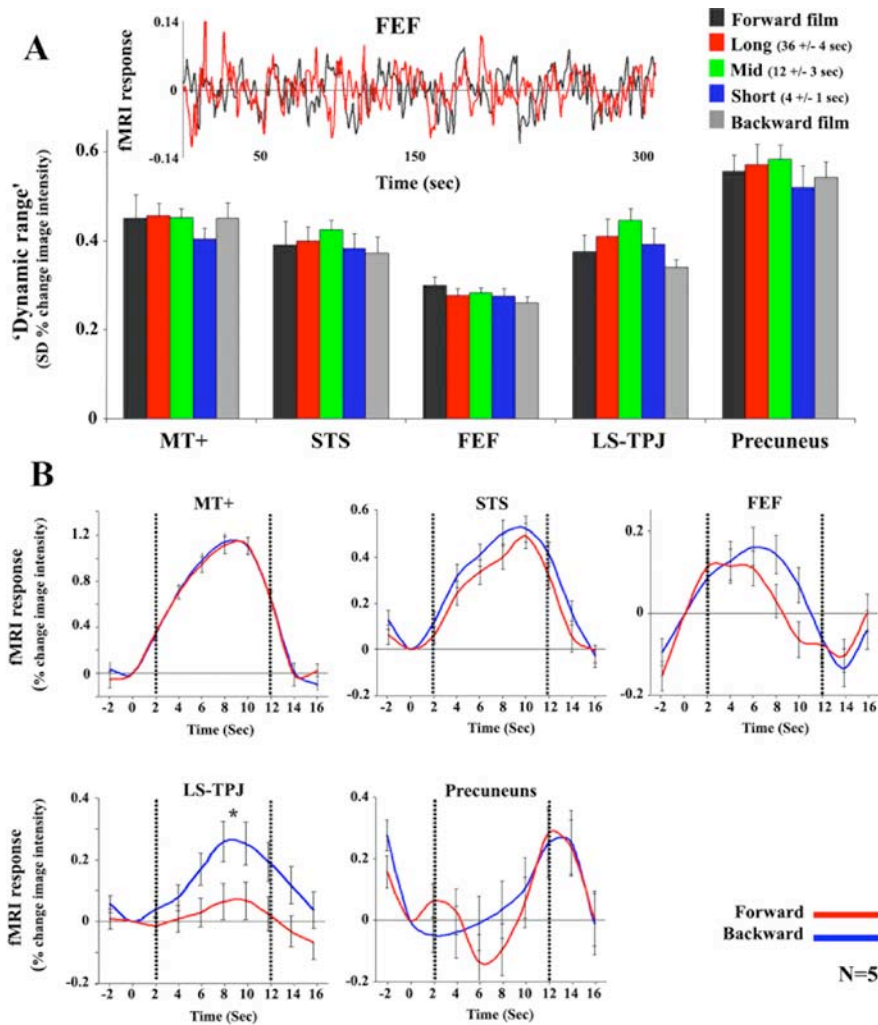 A
FEF
fMRI response
0.14
0
-0.14
50
150
300
Time (sec)
Forward film
Long (36 +/- 4 sec)
Mid (12 +/- 3 sec)
Short (4 +/- 1 sec)
Backward film
'Dynamic range'
(SD % change image intensity)
0.6
0.4
0.2
0
MT+
STS
FEF
LS-TPJ
Precuneus
B
MT+
fMRI response
(% change image intensity)
1.2
0.8
0.4
0
-2 0 2 4 6 8 10 12 14 16
Time (Sec)
STS
0.6
0.4
0.2
0
-0.2
-2 0 2 4 6 8 10 12 14 16
Time (Sec)
FEF
0.2
0
-0.2
-2 0 2 4 6 8 10 12 14 16
Time (Sec)
LS-TPJ
*
fMRI response
(% change image intensity)
0.2
0
-0.2
-2 0 2 4 6 8 10 12 14 16
Time (Sec)
Precuneuns
0.2
0
-0.2
-2 0 2 4 6 8 10 12 14 16
Time (Sec)
Forward
Backward
N=5